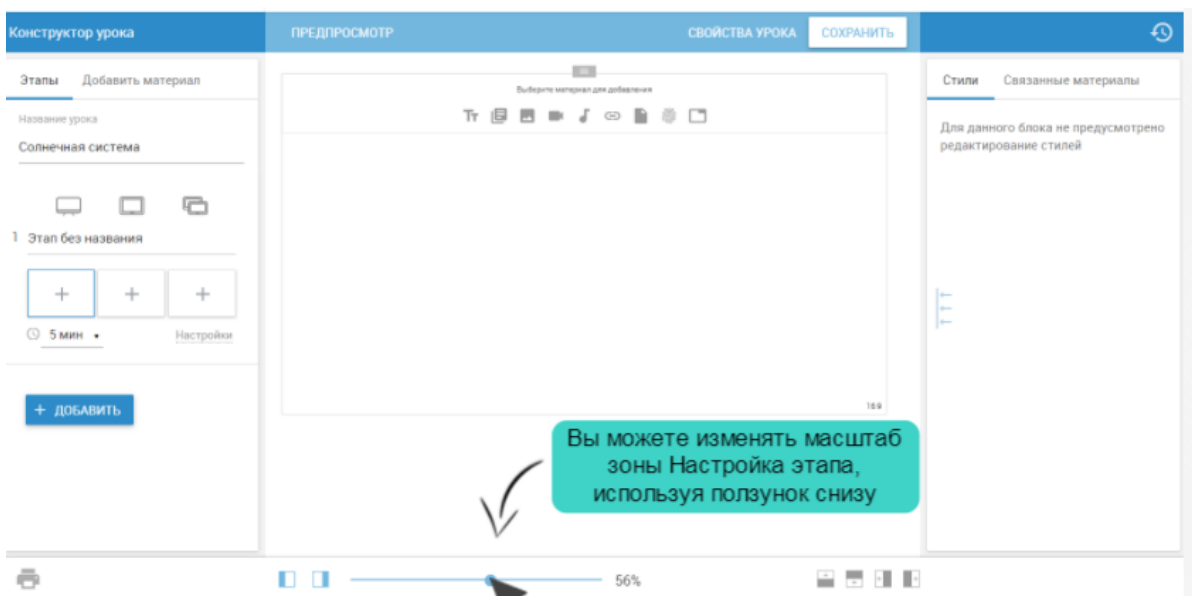 Конструктор урока
ПРЕДПРОСМОТР
СВОЙСТВА УРОКА
СОХРАНИТЬ
Этапы
Добавить материал
Название урока
Солнечная система
1 Этап без названия
5 мин
Настройки
+ ДОБАВИТЬ
Выберите материал для добавления
Тт
16:9
Вы можете изменять масштаб
зоны Настройка этапа,
используя ползунок снизу
56%
Стили
Связанные материалы
Для данного блока не предусмотрено
редактирование стилей